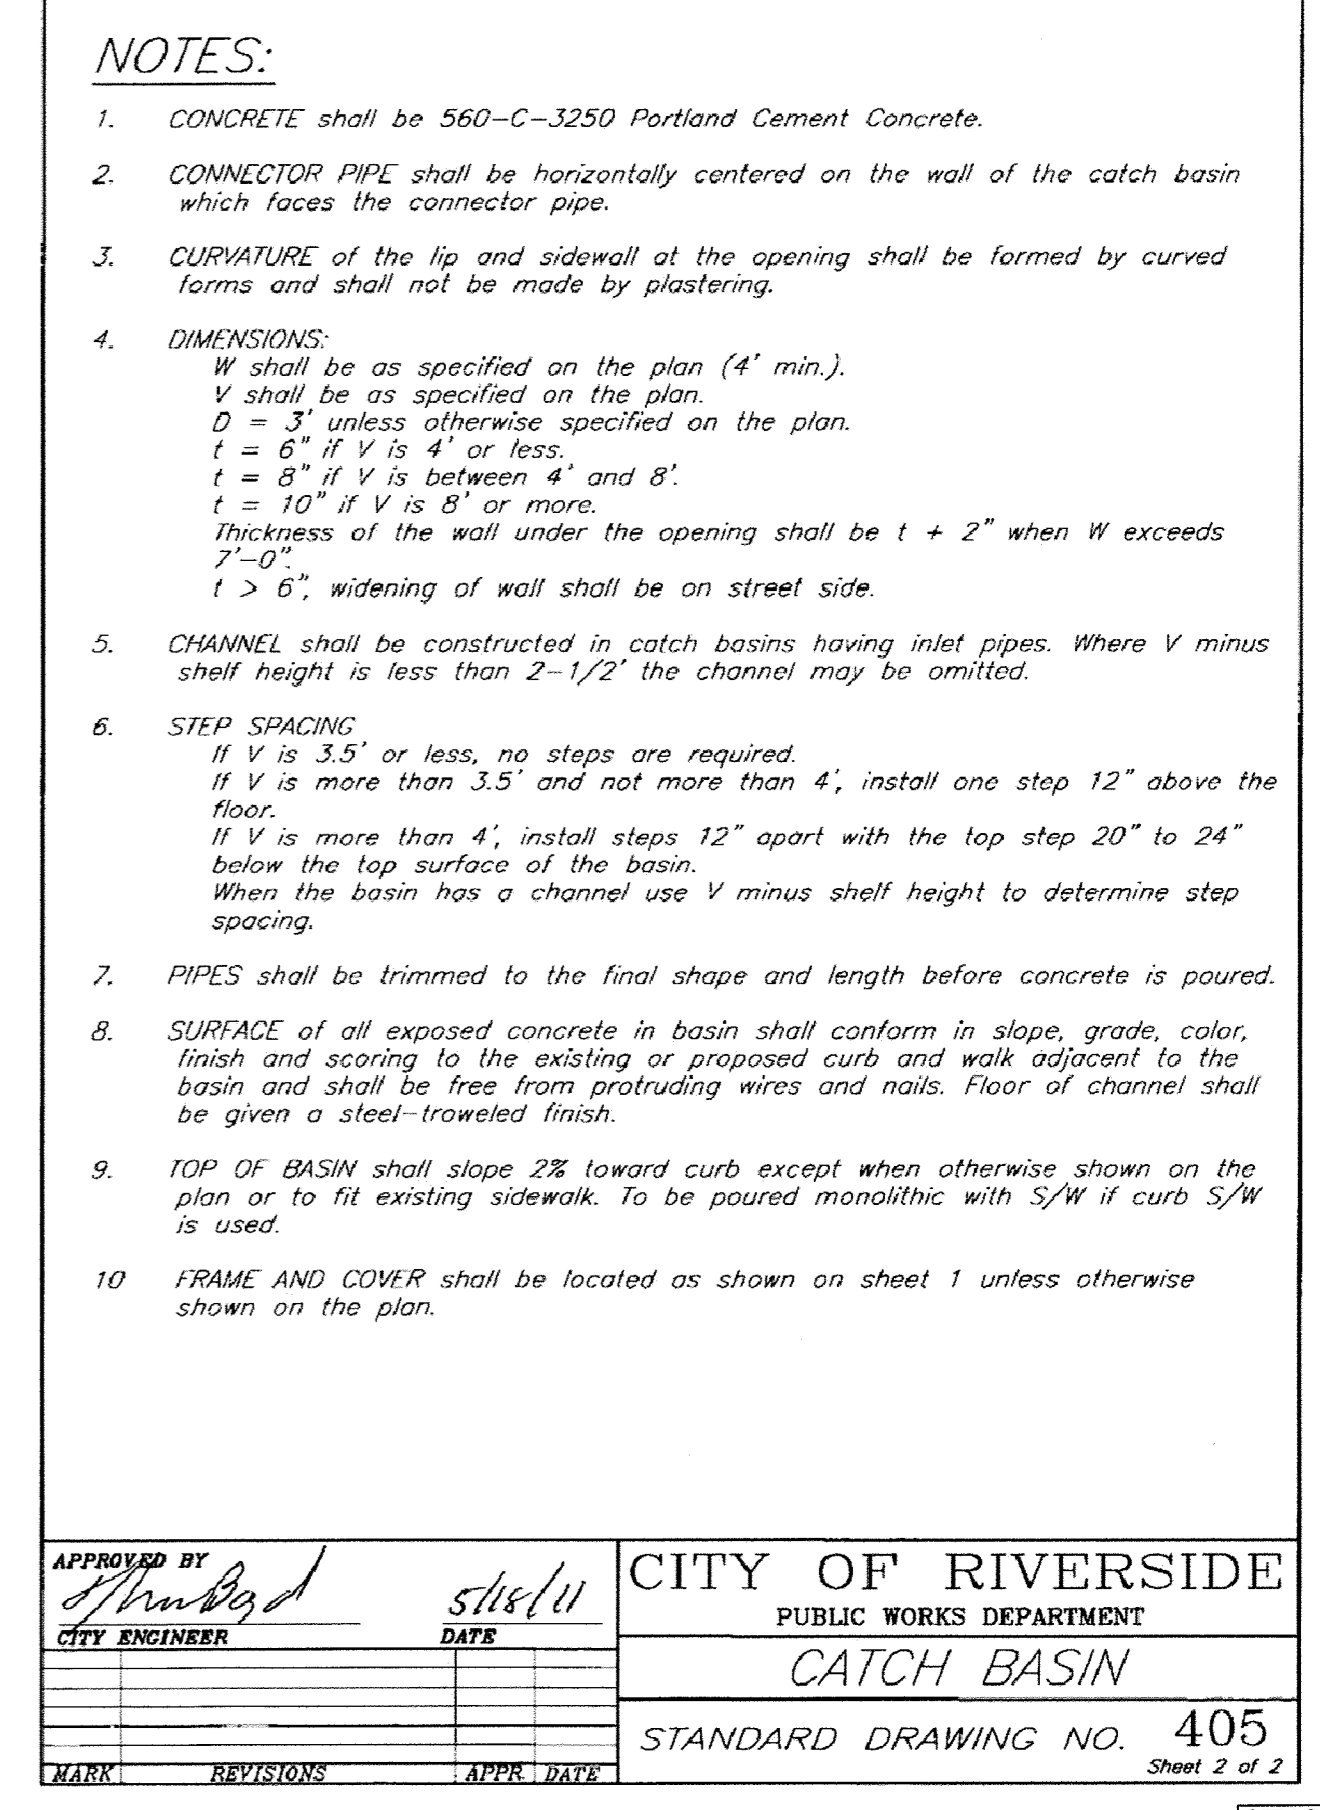 NOTES:
1. CONCRETE shall be 560-C-3250 Portland Cement Concrete.
2. CONNECTOR PIPE shall be horizontally centered on the wall of the catch basin
which faces the connector pipe.
3. CURVATURE of the lip and sidewall at the opening shall be formed by curved
forms and shall not be made by plastering.
4. DIMENSIONS:
W shall be as specified on the plan (4' min.).
V shall be as specified on the plan.
D = 3' unless otherwise specified on the plan.
t = 6" if V is 4' or less.
t = 8" if V is between 4' and 8'.
t = 10" if V is 8' or more.
Thickness of the wall under the opening shall be t + 2" when W exceeds
7'-0".
t > 6", widening of wall shall be on street side.
5. CHANNEL shall be constructed in catch basins having inlet pipes. Where V minus
shelf height is less than 2-1/2' the channel may be omitted.
6. STEP SPACING
If V is 3.5' or less, no steps are required.
If V is more than 3.5' and not more than 4', install one step 12" above the
floor.
If V is more than 4', install steps 12" apart with the top step 20" to 24"
below the top surface of the basin.
When the basin has a channel use V minus shelf height to determine step
spacing.
7. PIPES shall be trimmed to the final shape and length before concrete is poured.
8. SURFACE of all exposed concrete in basin shall conform in slope, grade, color,
finish and scoring to the existing or proposed curb and walk adjacent to the
basin and shall be free from protruding wires and nails. Floor of channel shall
be given a steel-troweled finish.
9. TOP OF BASIN shall slope 2% toward curb except when otherwise shown on the
plan or to fit existing sidewalk. To be poured monolithic with S/W if curb S/W
is used.
10 FRAME AND COVER shall be located as shown on sheet 1 unless otherwise
shown on the plan.
APPROVED BY
5/18/11
CITY ENGINEER DATE
MARK REVISIONS APPR. DATE
CITY OF RIVERSIDE
PUBLIC WORKS DEPARTMENT
CATCH BASIN
STANDARD DRAWING NO. 405
Sheet 2 of 2